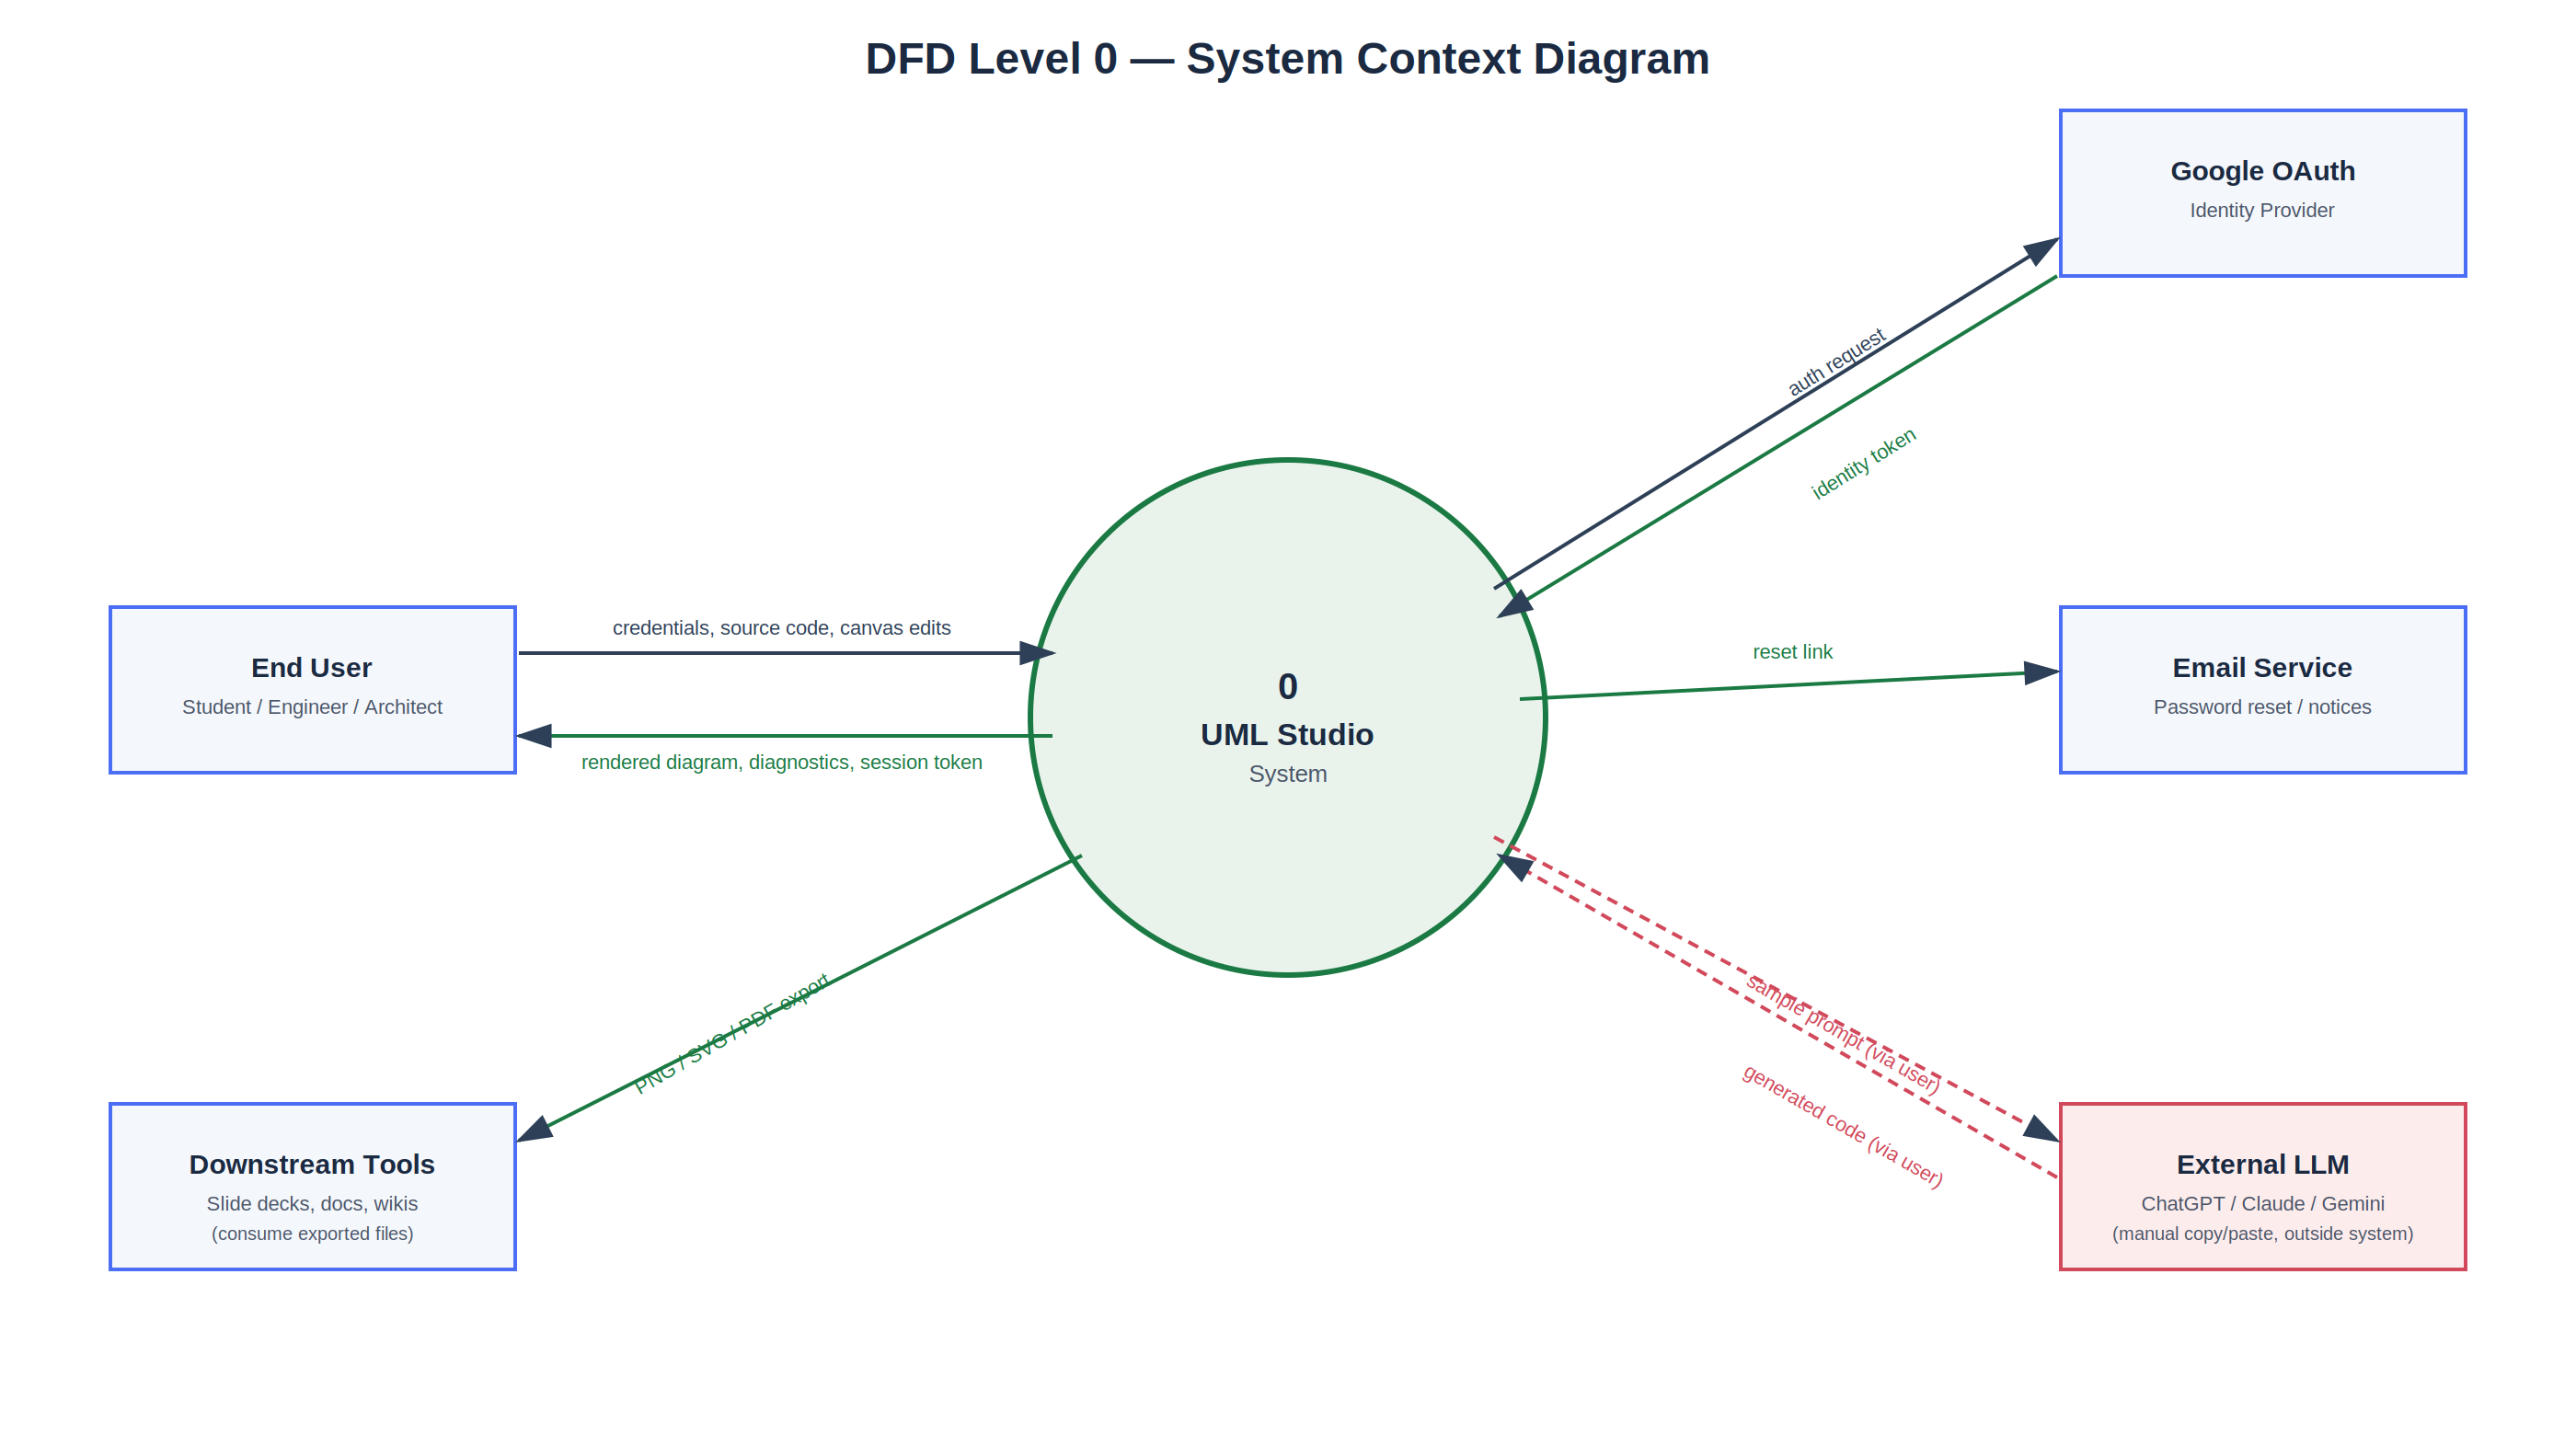 DFD Level 0 — System Context Diagram
Google OAuth
Identity Provider
auth request
identity token
End User
Student / Engineer / Architect
credentials, source code, canvas edits
rendered diagram, diagnostics, session token
0
UML Studio
System
reset link
Email Service
Password reset / notices
PNG / SVG / PDF export
sample prompt (via user)
generated code (via user)
Downstream Tools
Slide decks, docs, wikis
(consume exported files)
External LLM
ChatGPT / Claude / Gemini
(manual copy/paste, outside system)